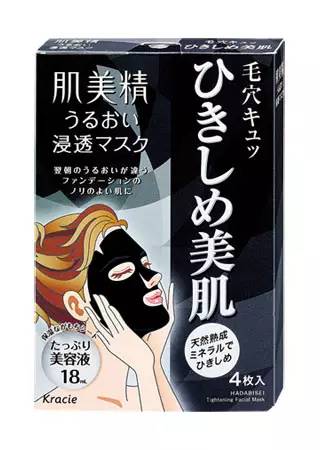 毛穴キュッ
ひきしめ美肌
肌美精
うるおい
浸透マスク
翌朝のうるおいが違う
ファンデーションの
ノリのよい肌に
たっぷり
美容液
18mL
Kracie
天然熟成
ミネラルで
ひきしめ
4枚入
HADABISEI
Tightening Facial Mask